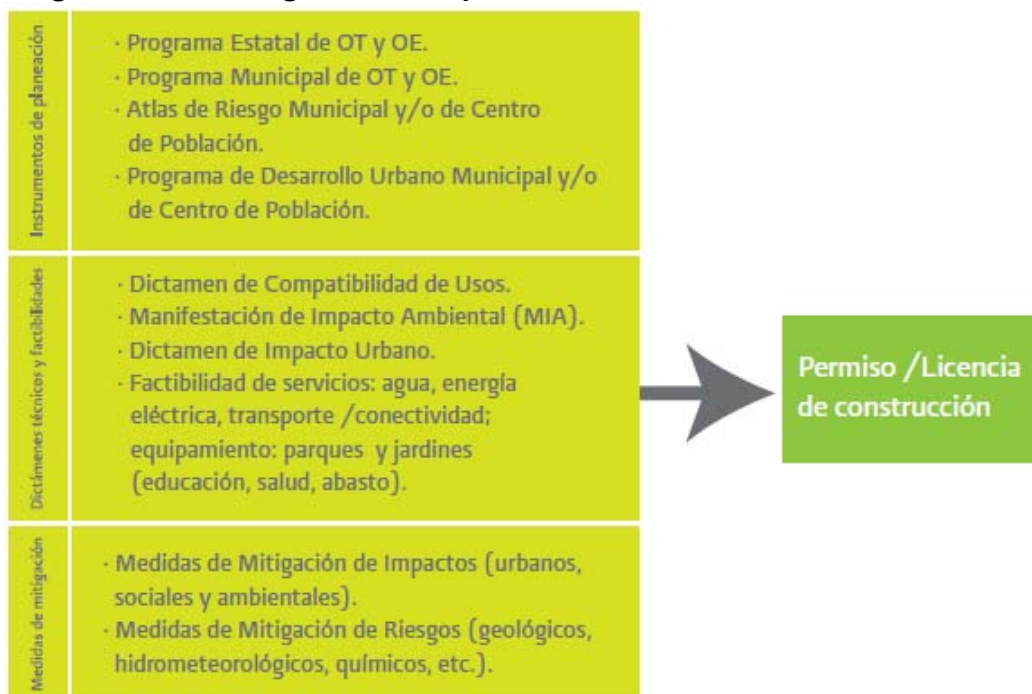 Instrumentos de planeación
· Programa Estatal de OT y OE.
· Programa Municipal de OT y OE.
· Atlas de Riesgo Municipal y/o de Centro
de Población.
· Programa de Desarrollo Urbano Municipal y/o
de Centro de Población.
Dictámenes técnicos y factibilidades
· Dictamen de Compatibilidad de Usos.
· Manifestación de Impacto Ambiental (MIA).
· Dictamen de Impacto Urbano.
· Factibilidad de servicios: agua, energía
eléctrica, transporte /conectividad;
equipamiento: parques y jardines
(educación, salud, abasto).
Medidas de mitigación
· Medidas de Mitigación de Impactos (urbanos,
sociales y ambientales).
· Medidas de Mitigación de Riesgos (geológicos,
hidrometeorológicos, químicos, etc.).
Permiso /Licencia
de construcción